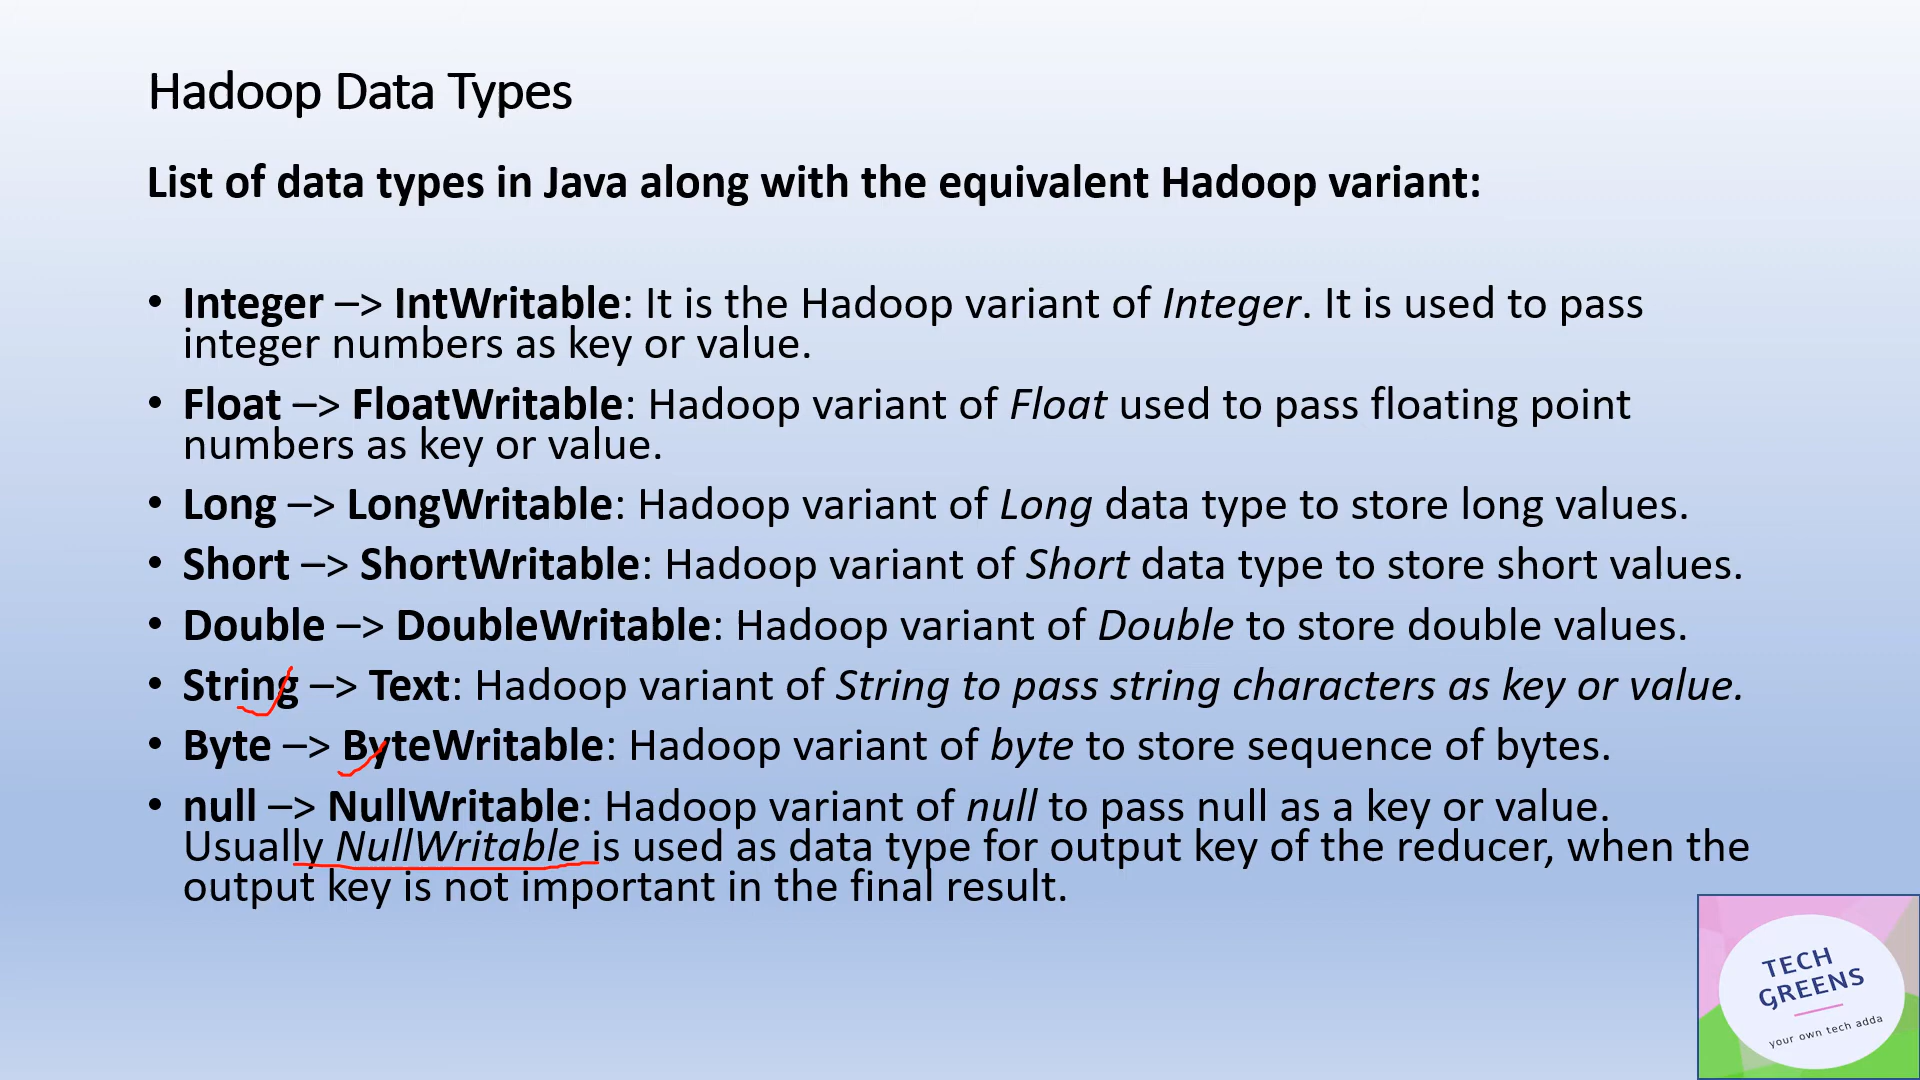 Hadoop Data Types
List of data types in Java along with the equivalent Hadoop variant:
• Integer –> IntWritable: It is the Hadoop variant of Integer. It is used to pass
integer numbers as key or value.
• Float –> FloatWritable: Hadoop variant of Float used to pass floating point
numbers as key or value.
• Long –> LongWritable: Hadoop variant of Long data type to store long values.
• Short –> ShortWritable: Hadoop variant of Short data type to store short values.
• Double –> DoubleWritable: Hadoop variant of Double to store double values.
• String –> Text: Hadoop variant of String to pass string characters as key or value.
• Byte –> ByteWritable: Hadoop variant of byte to store sequence of bytes.
• null –> NullWritable: Hadoop variant of null to pass null as a key or value.
Usually NullWritable is used as data type for output key of the reducer, when the
output key is not important in the final result.
TECH
GREENS
your own tech adda